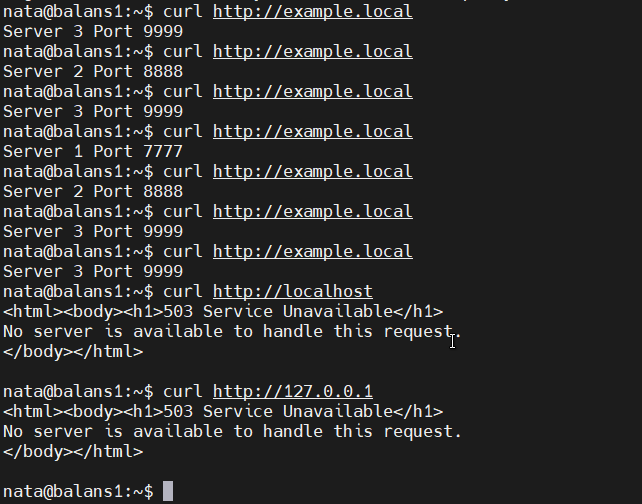 nata@balans1:~$ curl http://example.local
Server 3 Port 9999
nata@balans1:~$ curl http://example.local
Server 2 Port 8888
nata@balans1:~$ curl http://example.local
Server 3 Port 9999
nata@balans1:~$ curl http://example.local
Server 1 Port 7777
nata@balans1:~$ curl http://example.local
Server 2 Port 8888
nata@balans1:~$ curl http://example.local
Server 3 Port 9999
nata@balans1:~$ curl http://example.local
Server 3 Port 9999
nata@balans1:~$ curl http://localhost
<html><body><h1>503 Service Unavailable</h1>
No server is available to handle this request.
</body></html>
nata@balans1:~$ curl http://127.0.0.1
<html><body><h1>503 Service Unavailable</h1>
No server is available to handle this request.
</body></html>
nata@balans1:~$